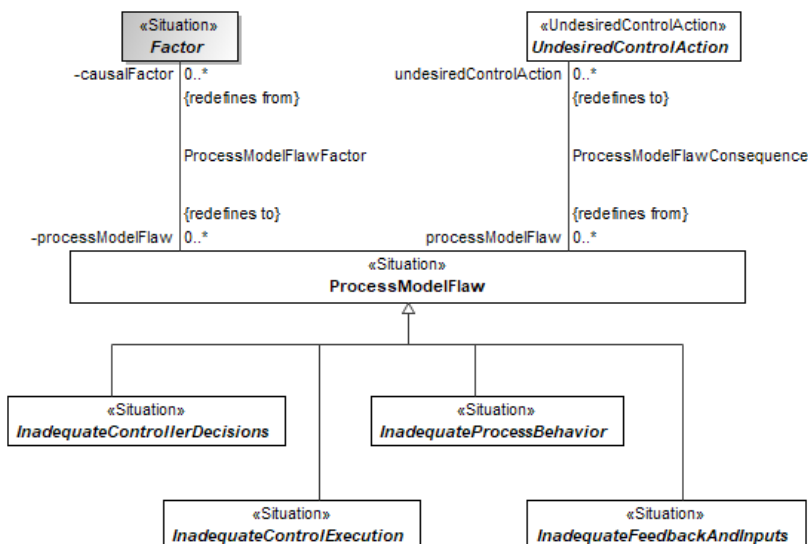 «Situation»
Factor
«UndesiredControlAction»
UndesiredControlAction
-causalFactor 0..*
undesiredControlAction 0..*
{redefines from}
{redefines to}
ProcessModelFlawFactor
ProcessModelFlawConsequence
{redefines to}
{redefines from}
-processModelFlaw 0..*
processModelFlaw 0..*
«Situation»
ProcessModelFlaw
«Situation»
InadequateControllerDecisions
«Situation»
InadequateProcessBehavior
«Situation»
InadequateControlExecution
«Situation»
InadequateFeedbackAndInputs